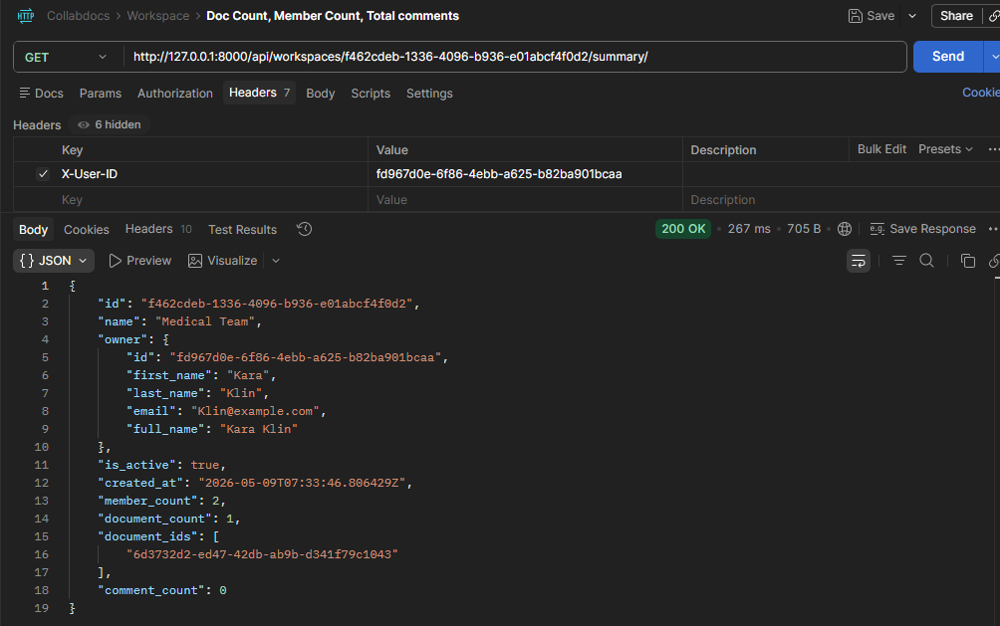 HTTP Collabdocs > Workspace > Doc Count, Member Count, Total comments Save Share
GET http://127.0.0.1:8000/api/workspaces/f462cdeb-1336-4096-b936-e01abcf4f0d2/summary/ Send
Docs Params Authorization Headers 7 Body Scripts Settings Cookie
Headers 6 hidden
Key Value Description Bulk Edit Presets
X-User-ID fd967d0e-6f86-4ebb-a625-b82ba901bcaa
Key Value Description
Body Cookies Headers 10 Test Results 200 OK • 267 ms • 705 B • e.g. Save Response
{} JSON Preview Visualize
1 {
2 "id": "f462cdeb-1336-4096-b936-e01abcf4f0d2",
3 "name": "Medical Team",
4 "owner": {
5 "id": "fd967d0e-6f86-4ebb-a625-b82ba901bcaa",
6 "first_name": "Kara",
7 "last_name": "Klin",
8 "email": "Klin@example.com",
9 "full_name": "Kara Klin"
10 },
11 "is_active": true,
12 "created_at": "2026-05-09T07:33:46.806429Z",
13 "member_count": 2,
14 "document_count": 1,
15 "document_ids": [
16 "6d3732d2-ed47-42db-ab9b-d341f79c1043"
17 ],
18 "comment_count": 0
19 }